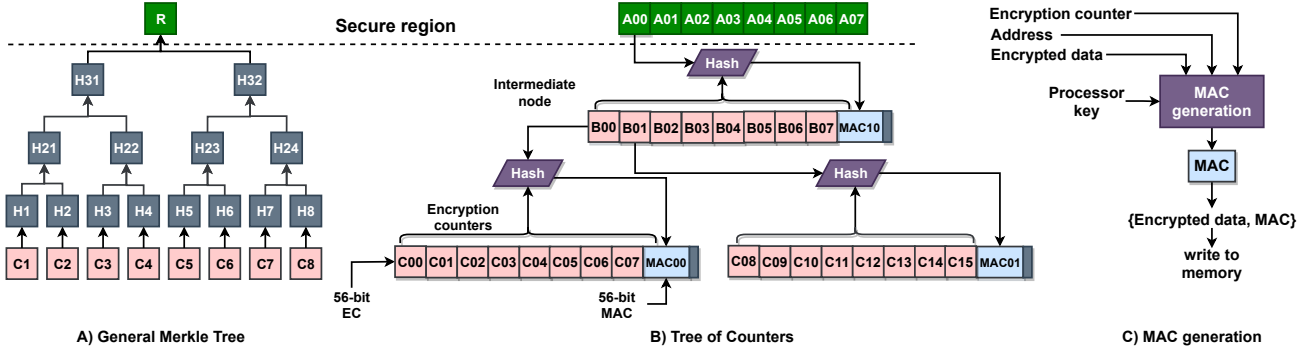 R
Secure region
A00 A01 A02 A03 A04 A05 A06 A07
H31 H32
H21 H22 H23 H24
H1 H2 H3 H4 H5 H6 H7 H8
C1 C2 C3 C4 C5 C6 C7 C8
A) General Merkle Tree
Hash
Intermediate
node
B00 B01 B02 B03 B04 B05 B06 B07 MAC10
Hash
Hash
Encryption
counters
C00 C01 C02 C03 C04 C05 C06 C07 MAC00
C08 C09 C10 C11 C12 C13 C14 C15 MAC01
56-bit
EC
56-bit
MAC
B) Tree of Counters
Encryption counter
Address
Encrypted data
Processor
key
MAC
generation
MAC
{Encrypted data, MAC}
write to
memory
C) MAC generation